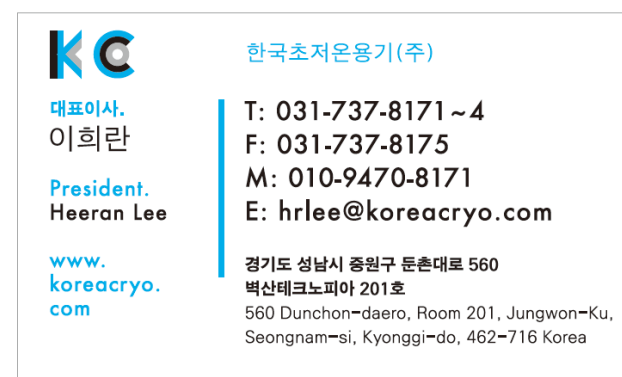 KC
한국초저온용기(주)
대표이사.
이희란
President.
Heeran Lee
www.
koreacryo.
com
T: 031-737-8171~4
F: 031-737-8175
M: 010-9470-8171
E: hrlee@koreacryo.com
경기도 성남시 중원구 둔촌대로 560
벽산테크노피아 201호
560 Dunchon-daero, Room 201, Jungwon-Ku,
Seongnam-si, Kyonggi-do, 462-716 Korea